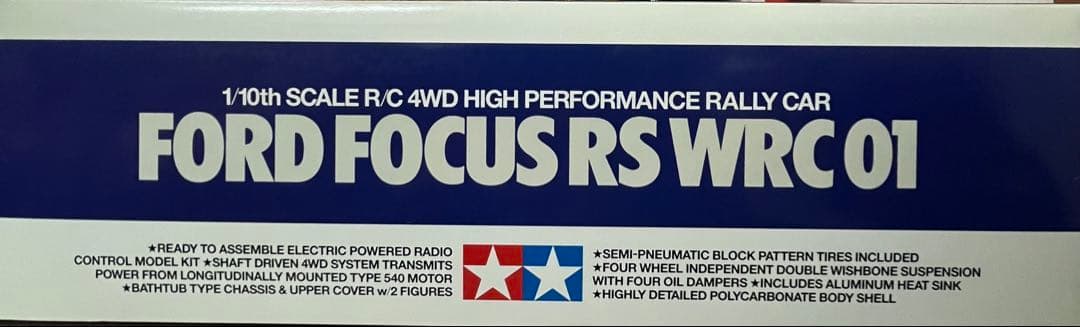 1/10th SCALE R/C 4WD HIGH PERFORMANCE RALLY CAR
FORD FOCUS RS WRC 01
★READY TO ASSEMBLE ELECTRIC POWERED RADIO
CONTROL MODEL KIT ★SHAFT DRIVEN 4WD SYSTEM TRANSMITS
POWER FROM LONGITUDINALLY MOUNTED TYPE 540 MOTOR
★BATHTUB TYPE CHASSIS & UPPER COVER w/2 FIGURES
★SEMI-PNEUMATIC BLOCK PATTERN TIRES INCLUDED
★FOUR WHEEL INDEPENDENT DOUBLE WISHBONE SUSPENSION
WITH FOUR OIL DAMPERS ★INCLUDES ALUMINUM HEAT SINK
★HIGHLY DETAILED POLYCARBONATE BODY SHELL